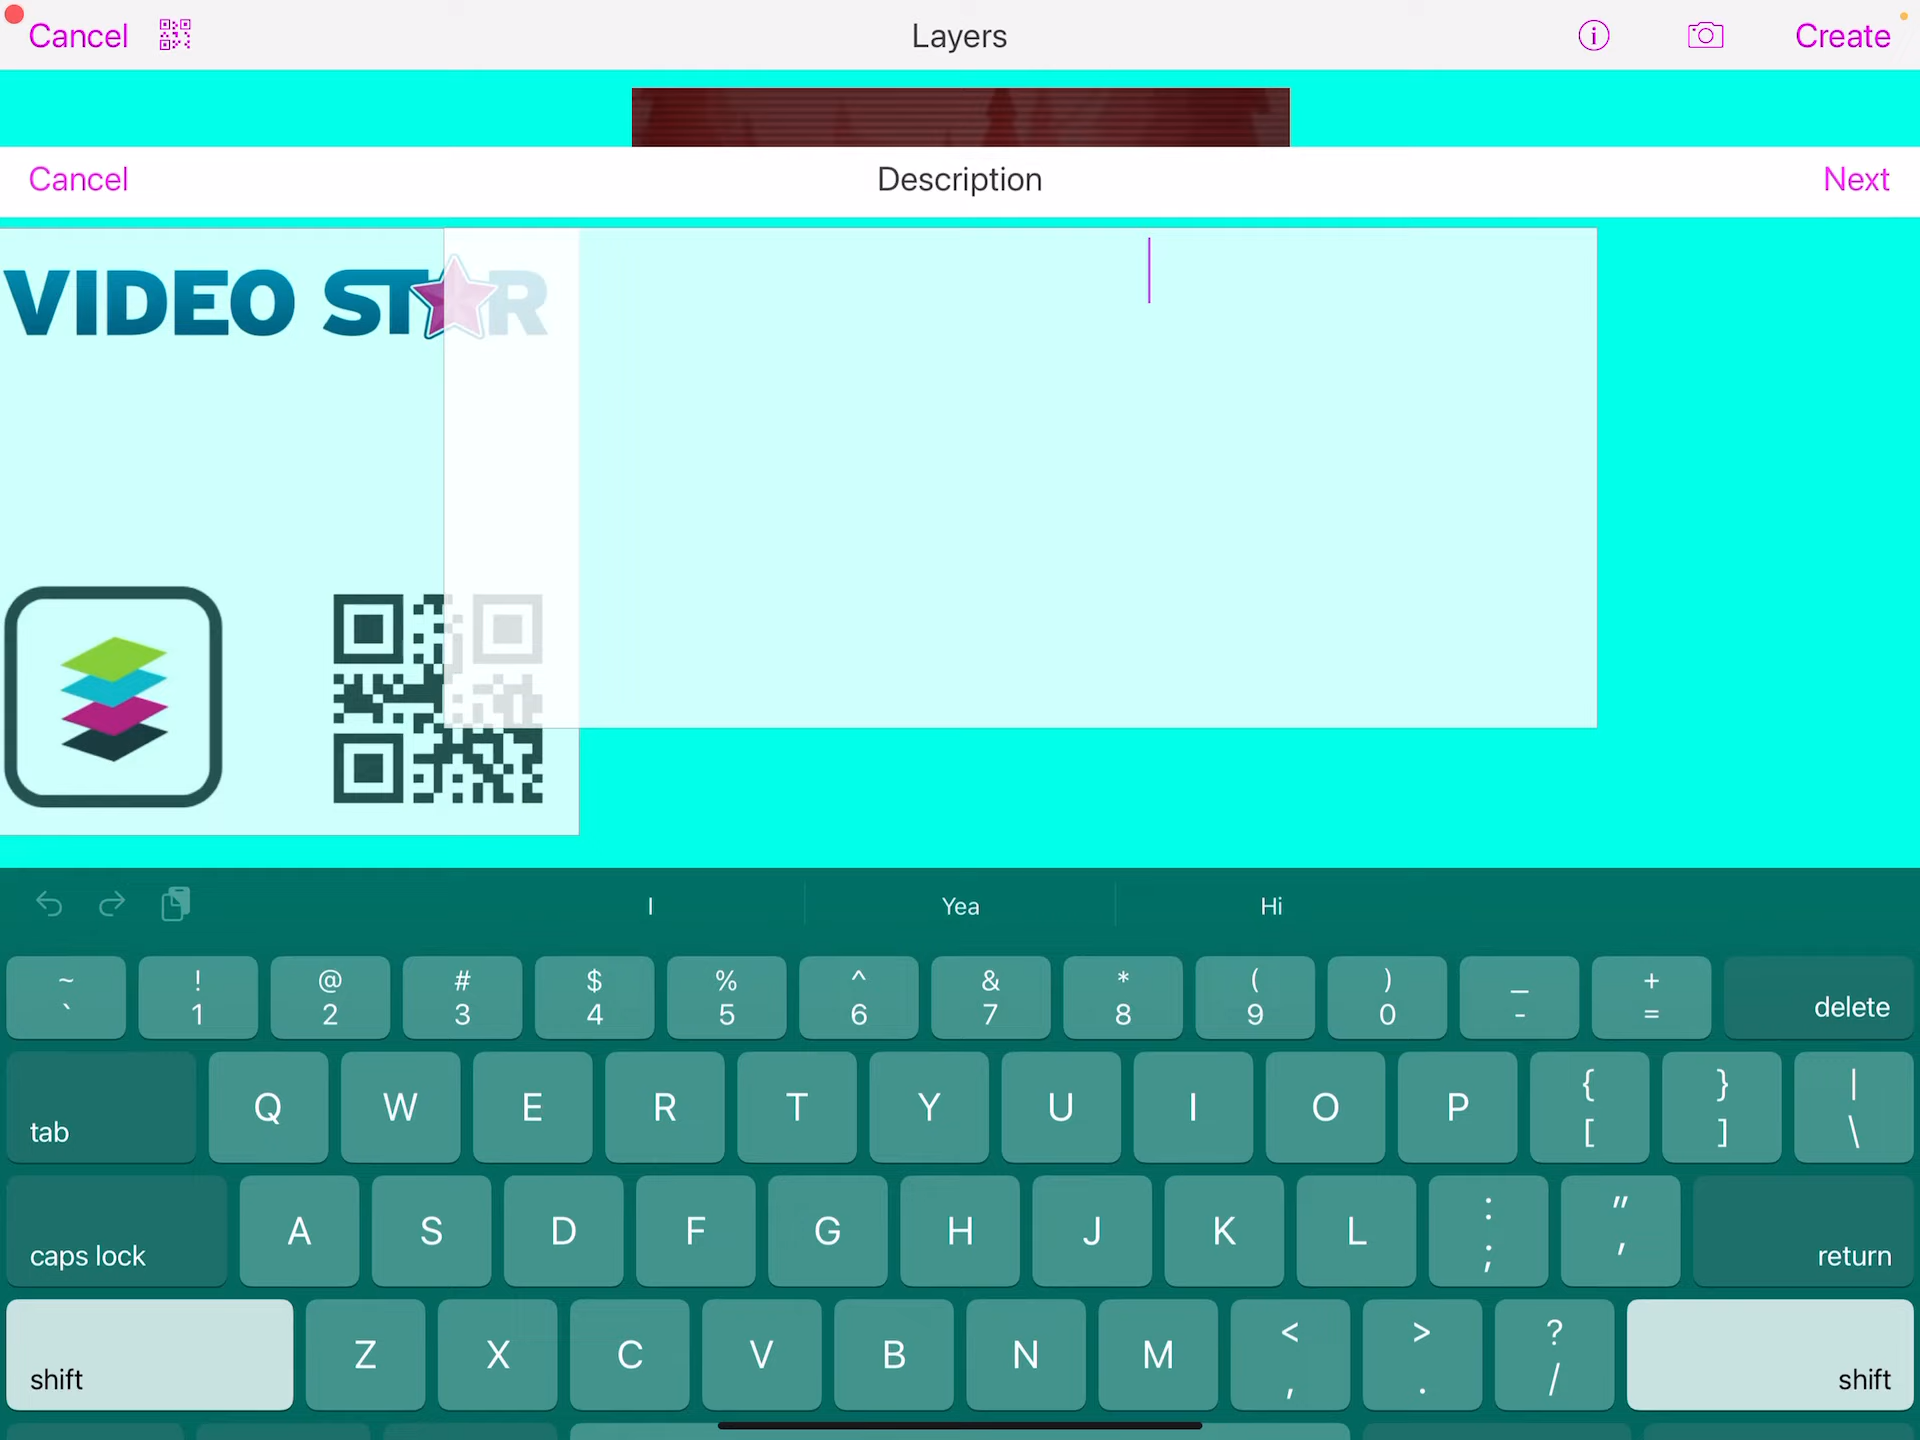 Cancel Layers Create
Cancel Description Next
VIDEO STAR
I Yea Hi
~ ! @ # $ % ^ & * ( ) _ +
` 1 2 3 4 5 6 7 8 9 0 - = delete
tab Q W E R T Y U I O P { [ } ] | \
caps lock A S D F G H J K L : ; " ' return
shift Z X C V B N M < , > . ? / shift